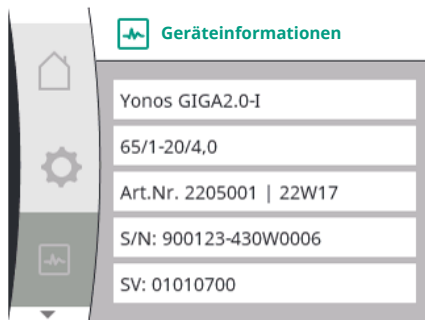 Geräteinformationen
Yonos GIGA2.0-I
65/1-20/4,0
Art.Nr. 2205001 | 22W17
S/N: 900123-430W0006
SV: 01010700